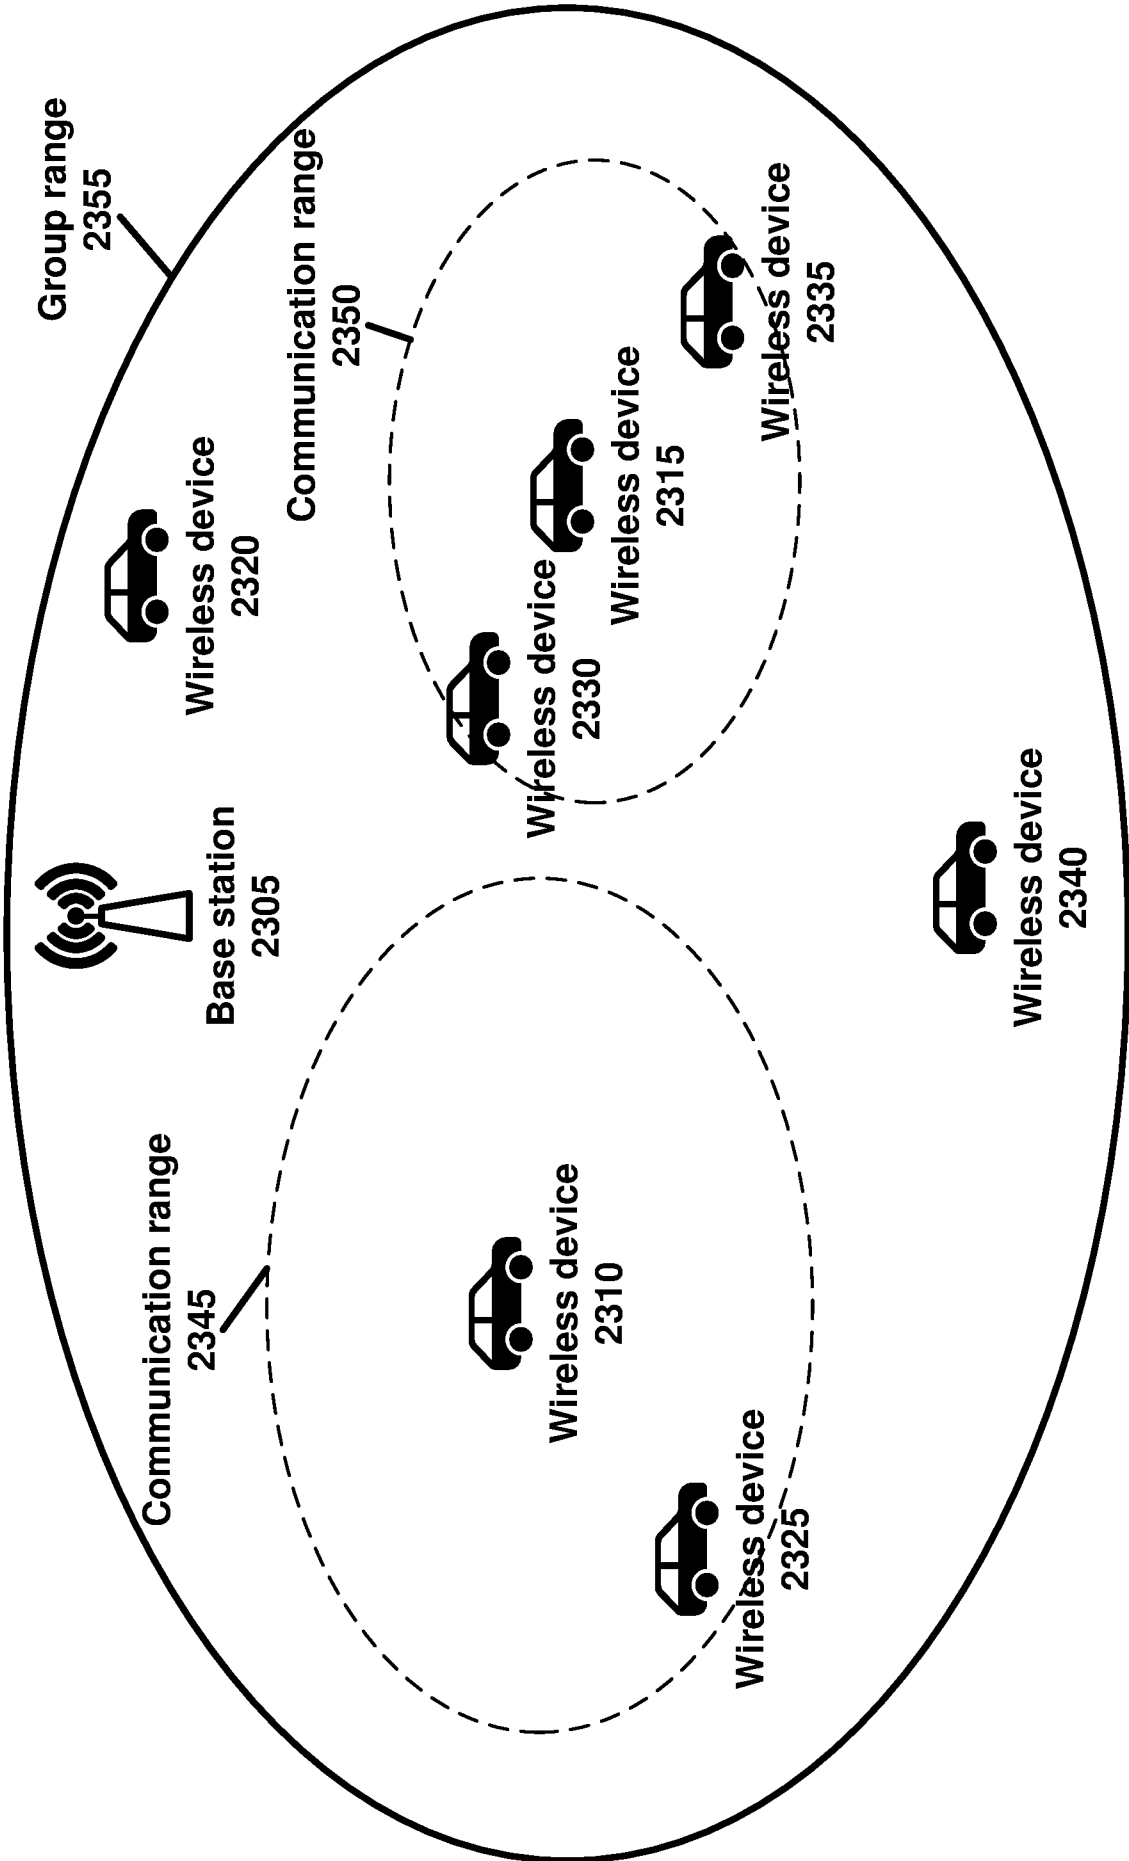 Group range
2355
Base station
2305
Wireless device
2320
Communication range
2345
Communication range
2350
Wireless device
2330
Wireless device
2310
Wireless device
2315
Wireless device
2325
Wireless device
2335
Wireless device
2340